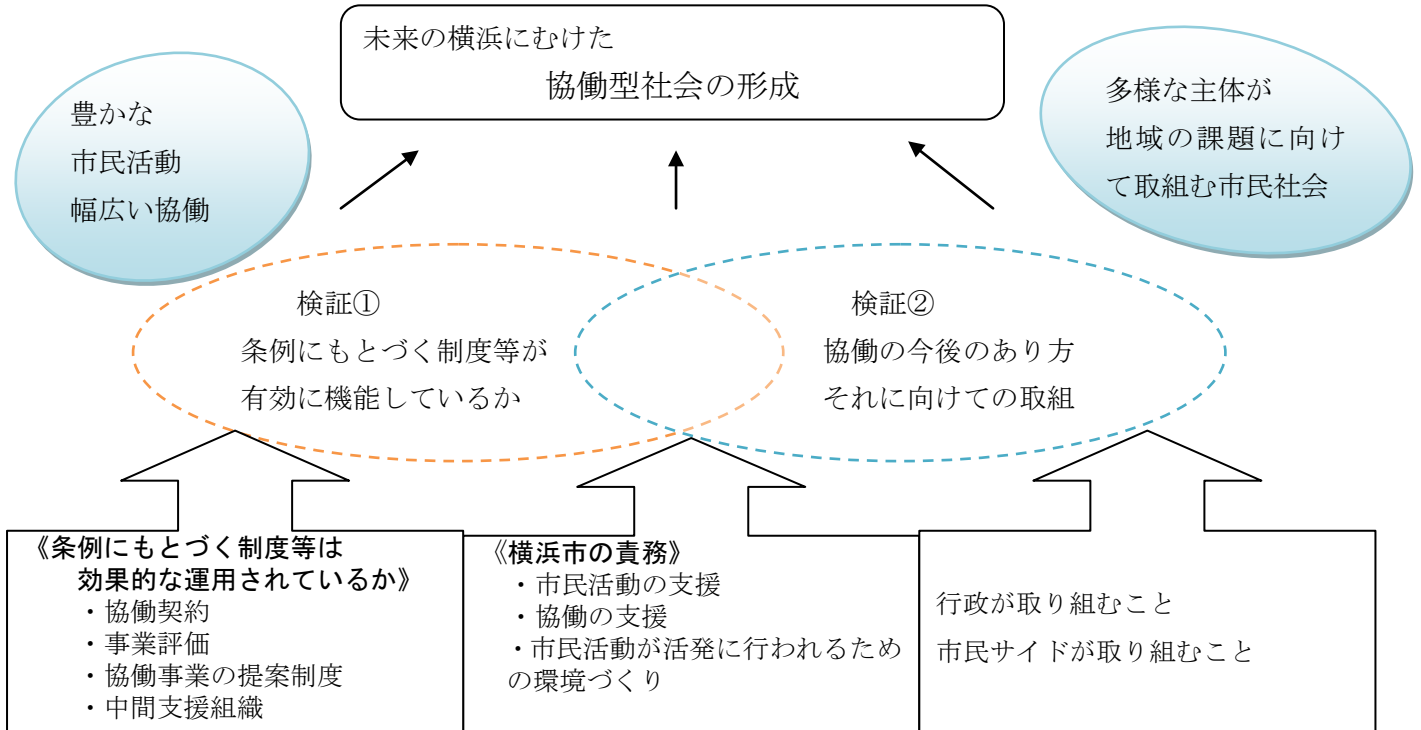 未来の横浜にむけた
協働型社会の形成
豊かな
市民活動
幅広い協働
多様な主体が
地域の課題に向け
て取組む市民社会
検証①
条例にもとづく制度等が
有効に機能しているか
検証②
協働の今後のあり方
それに向けての取組
《条例にもとづく制度等は
効果的な運用されているか》
・協働契約
・事業評価
・協働事業の提案制度
・中間支援組織
《横浜市の責務》
・市民活動の支援
・協働の支援
・市民活動が活発に行われるため
の環境づくり
行政が取り組むこと
市民サイドが取り組むこと